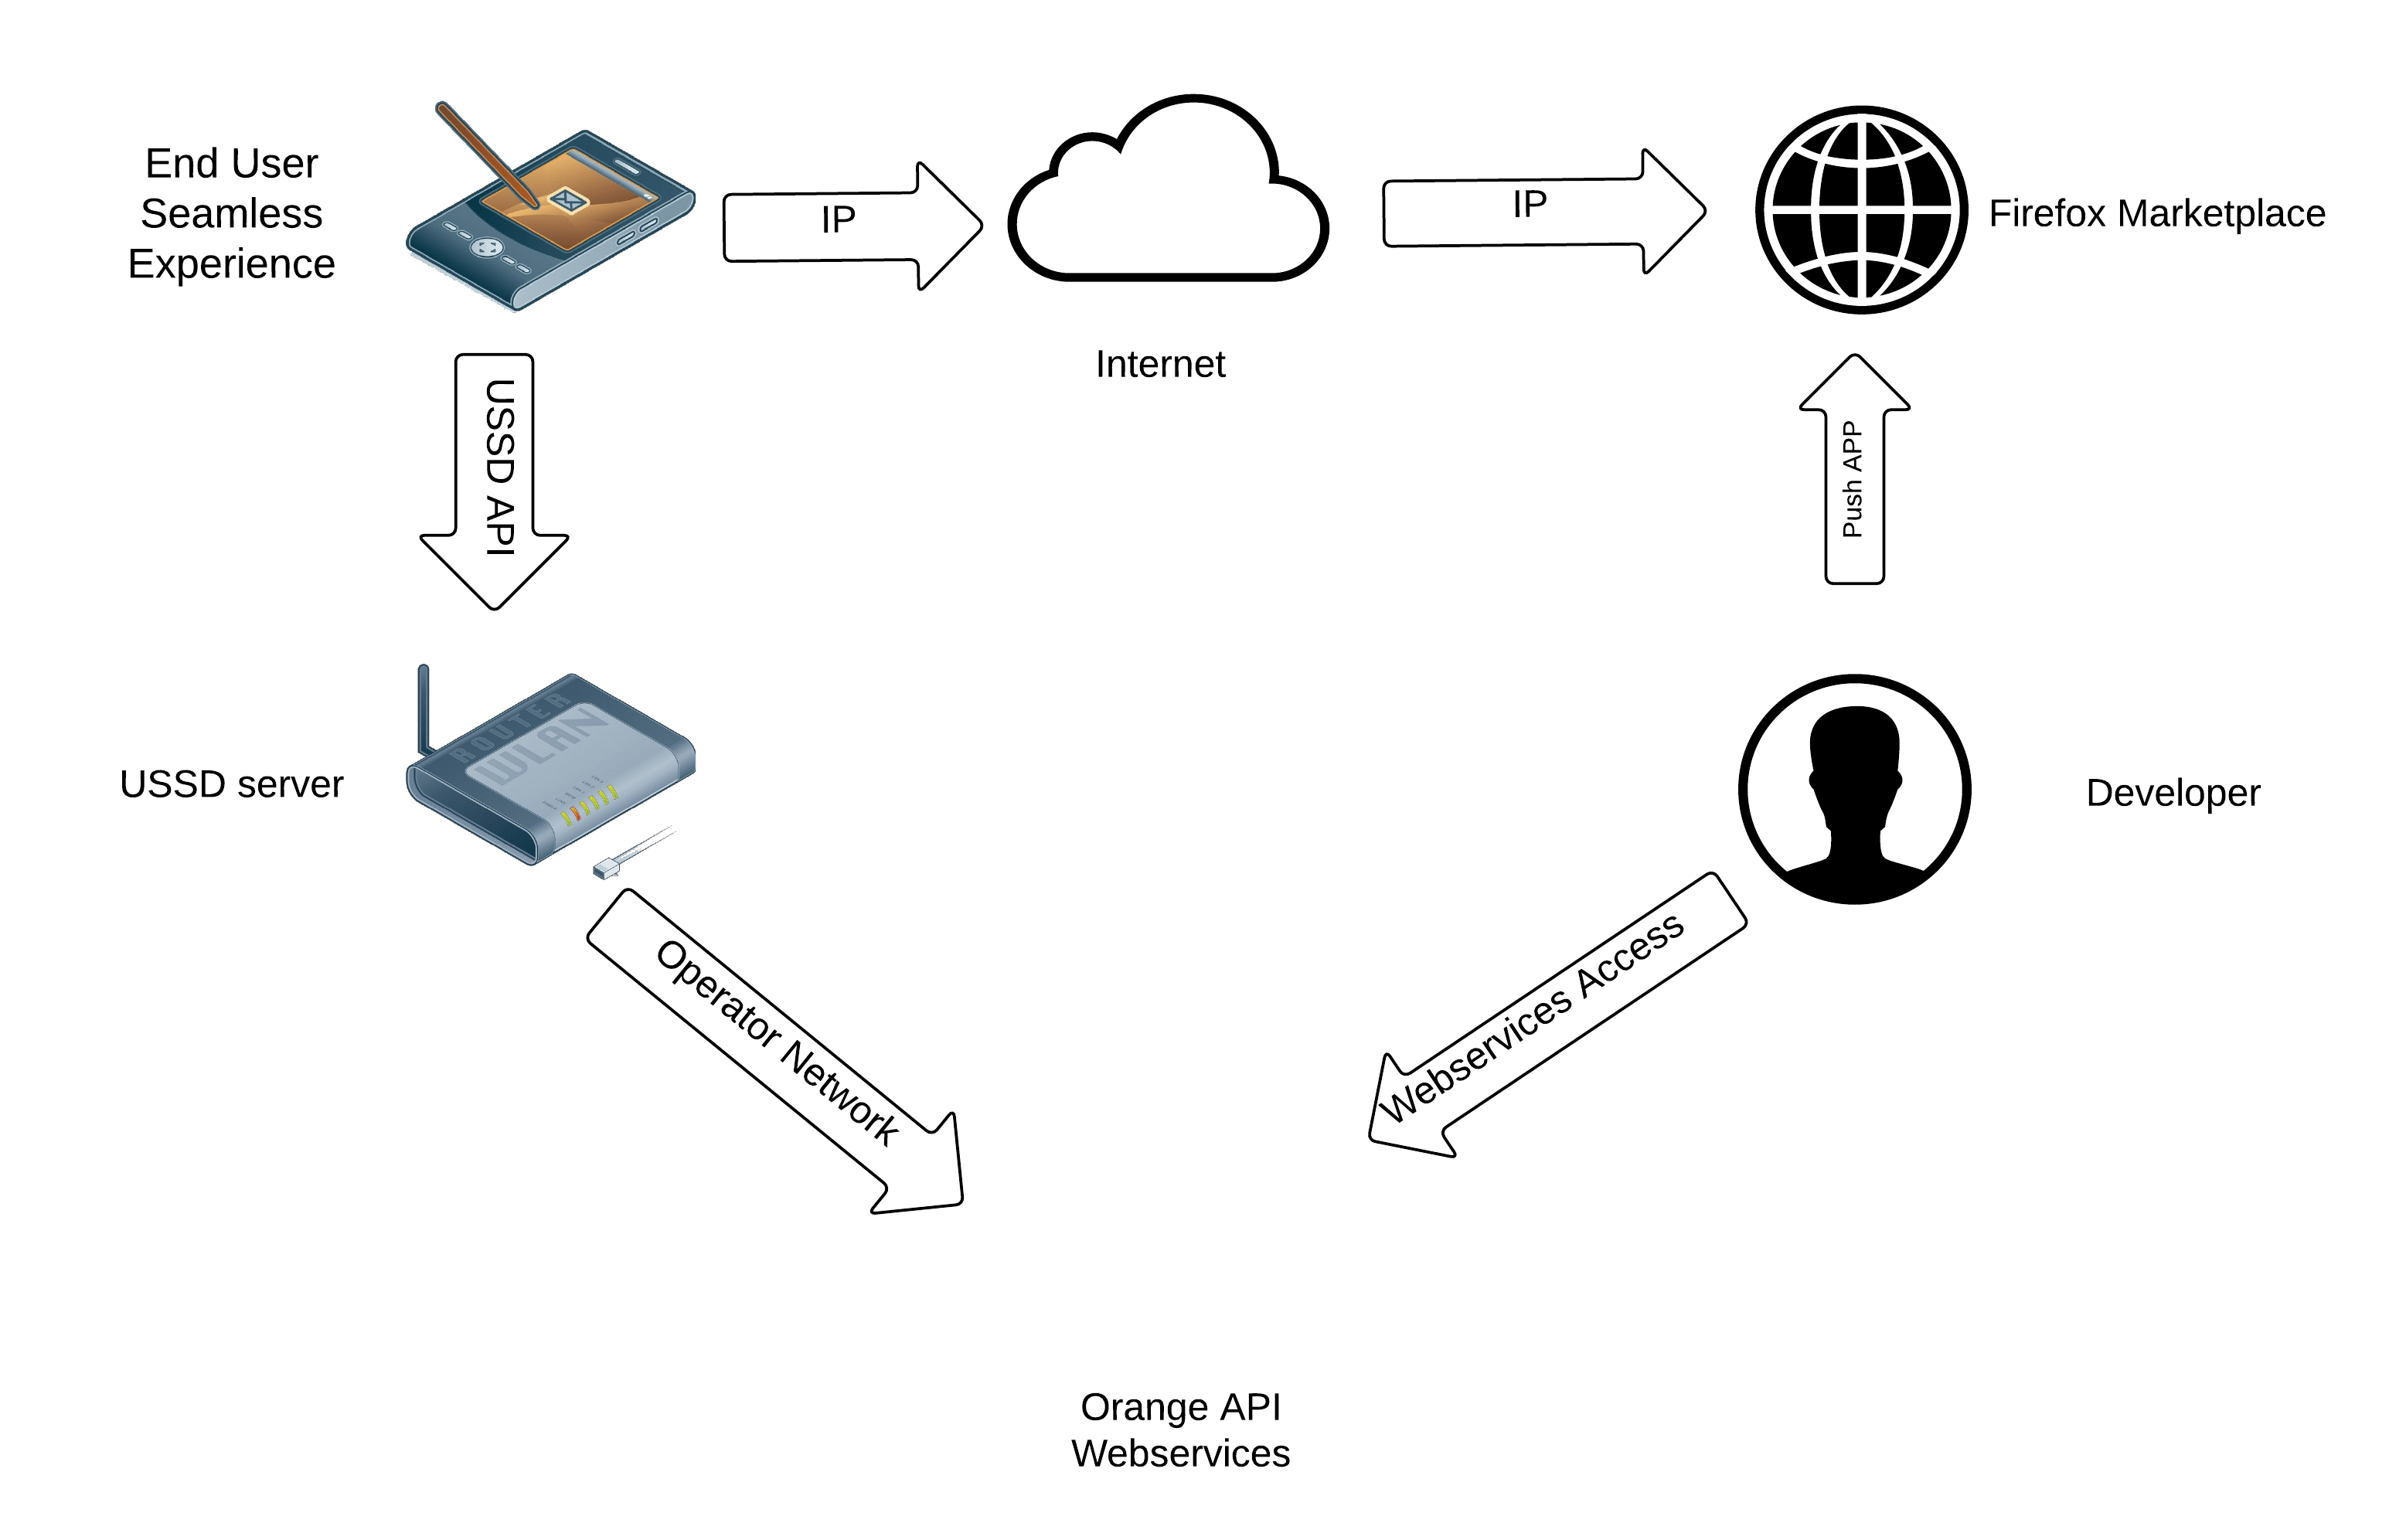 End User
Seamless
Experience
IP
IP
Firefox Marketplace
Internet
USSD API
Push APP
ROUTER
WLAN
USSD server
Developer
Operator Network
Webservices Access
Orange API
Webservices